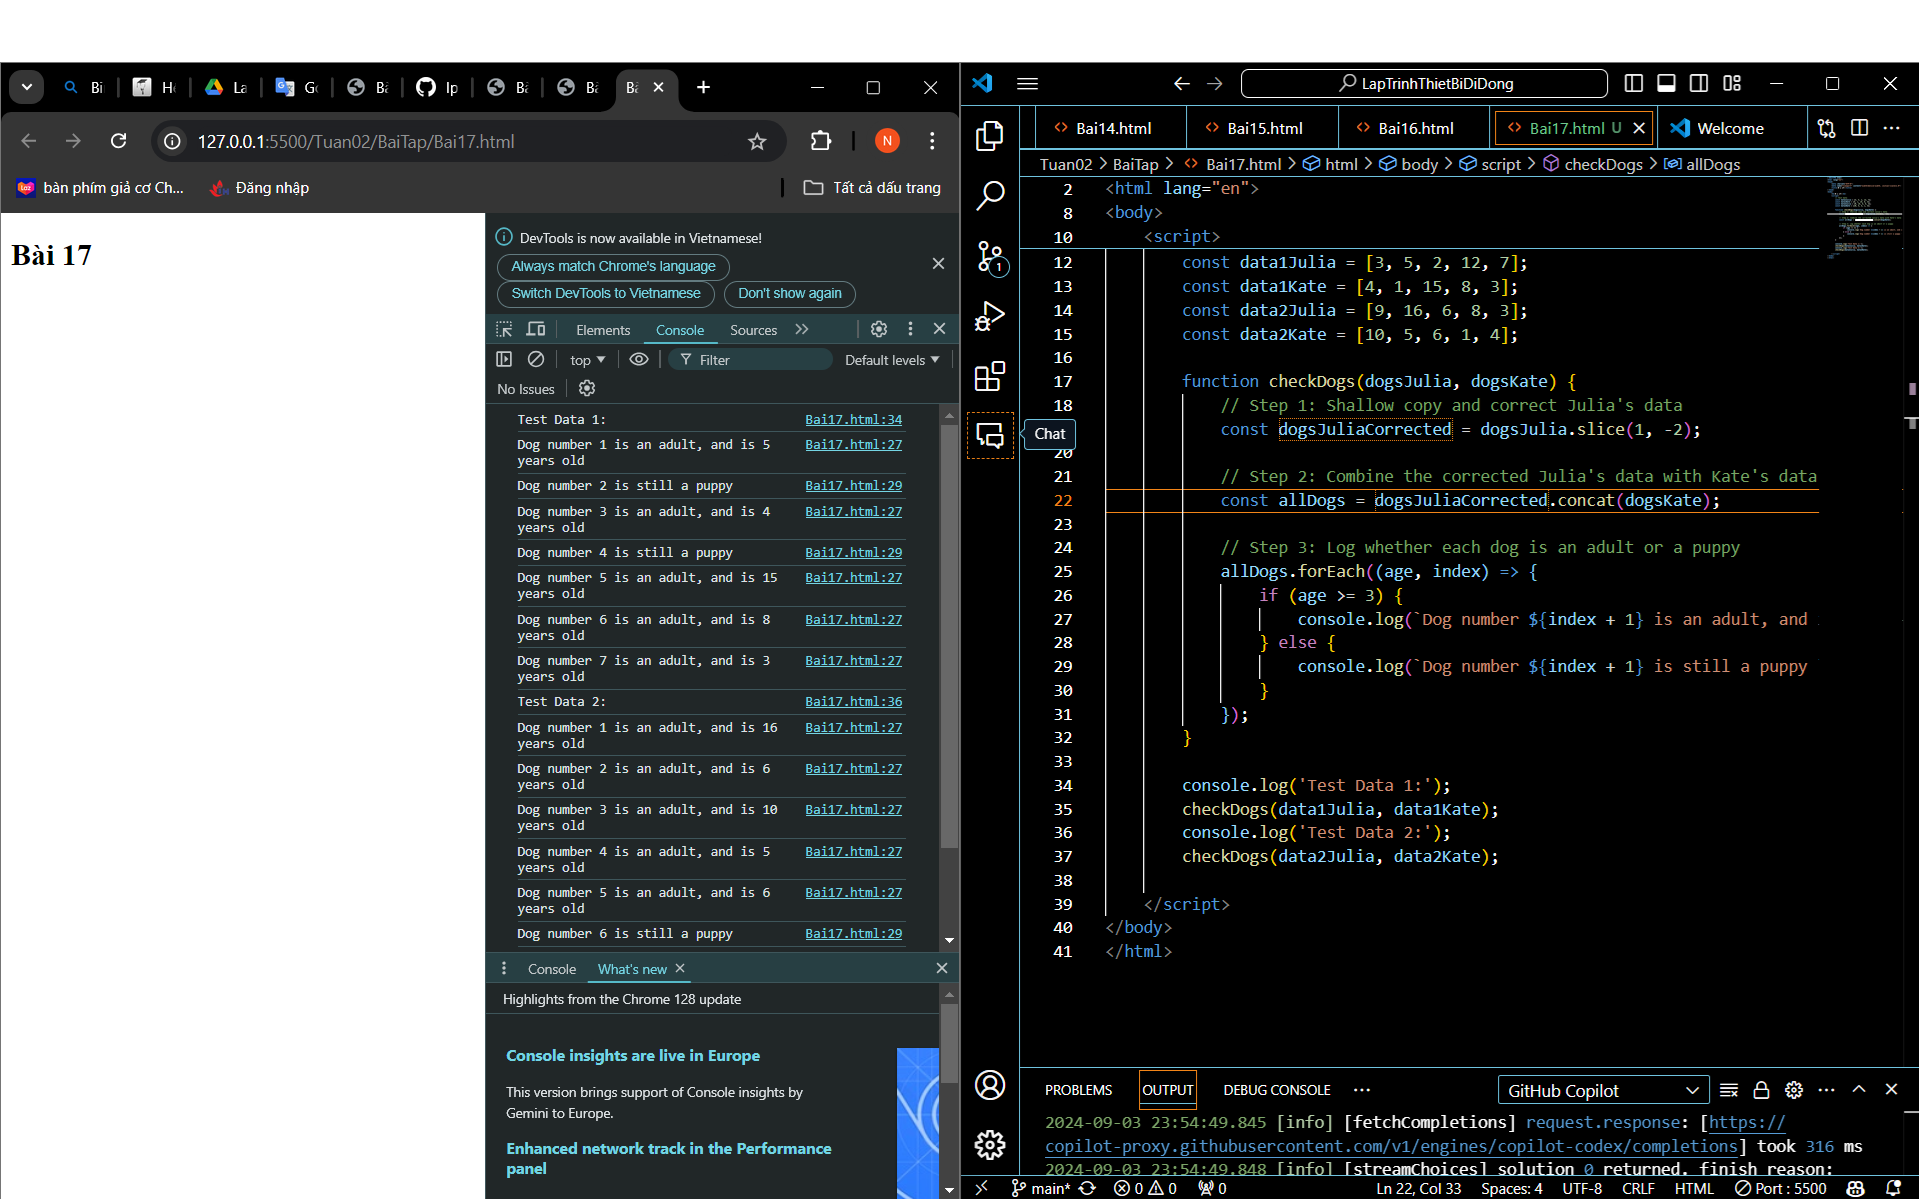 Bi
Hc
La
Gc
Bà
Ip
Bà
Bà
Bà
127.0.0.1:5500/Tuan02/BaiTap/Bai17.html
N
bàn phím giả cơ Ch...
Đăng nhập
Tất cả dấu trang
Bài 17
DevTools is now available in Vietnamese!
Always match Chrome's language
Switch DevTools to Vietnamese
Don't show again
Elements
Console
Sources
top
Filter
Default levels
No Issues
Test Data 1: Bai17.html:34
Dog number 1 is an adult, and is 5 Bai17.html:27
years old
Dog number 2 is still a puppy Bai17.html:29
Dog number 3 is an adult, and is 4 Bai17.html:27
years old
Dog number 4 is still a puppy Bai17.html:29
Dog number 5 is an adult, and is 15 Bai17.html:27
years old
Dog number 6 is an adult, and is 8 Bai17.html:27
years old
Dog number 7 is an adult, and is 3 Bai17.html:27
years old
Test Data 2: Bai17.html:36
Dog number 1 is an adult, and is 16 Bai17.html:27
years old
Dog number 2 is an adult, and is 6 Bai17.html:27
years old
Dog number 3 is an adult, and is 10 Bai17.html:27
years old
Dog number 4 is an adult, and is 5 Bai17.html:27
years old
Dog number 5 is an adult, and is 6 Bai17.html:27
years old
Dog number 6 is still a puppy Bai17.html:29
Console
What's new
Highlights from the Chrome 128 update
Console insights are live in Europe
This version brings support of Console insights by
Gemini to Europe.
Enhanced network track in the Performance
panel
LapTrinhThietBiDiDong
Bai14.html
Bai15.html
Bai16.html
Bai17.html U
Welcome
Tuan02 > BaiTap > Bai17.html > html > body > script > checkDogs > allDogs
2 <html lang="en">
8 <body>
10 <script>
12 const data1Julia = [3, 5, 2, 12, 7];
13 const data1Kate = [4, 1, 15, 8, 3];
14 const data2Julia = [9, 16, 6, 8, 3];
15 const data2Kate = [10, 5, 6, 1, 4];
16
17 function checkDogs(dogsJulia, dogsKate) {
18 // Step 1: Shallow copy and correct Julia's data
const dogsJuliaCorrected = dogsJulia.slice(1, -2);
Chat
20
21 // Step 2: Combine the corrected Julia's data with Kate's data
22 const allDogs = dogsJuliaCorrected.concat(dogsKate);
23
24 // Step 3: Log whether each dog is an adult or a puppy
25 allDogs.forEach((age, index) => {
26 if (age >= 3) {
27 console.log(`Dog number ${index + 1} is an adult, and
28 } else {
29 console.log(`Dog number ${index + 1} is still a puppy
30 }
31 });
32 }
33
34 console.log('Test Data 1:');
35 checkDogs(data1Julia, data1Kate);
36 console.log('Test Data 2:');
37 checkDogs(data2Julia, data2Kate);
38
39 </script>
40 </body>
41 </html>
1
PROBLEMS
OUTPUT
DEBUG CONSOLE
GitHub Copilot
2024-09-03 23:54:49.845 [info] [fetchCompletions] request.response: [https://
copilot-proxy.githubusercontent.com/v1/engines/copilot-codex/completions] took 316 ms
2024-09-03 23:54:49.848 [info] [streamChoices] solution 0 returned. finish reason:
main*
0
0
0
Ln 22, Col 33
Spaces: 4
UTF-8
CRLF
HTML
Port : 5500